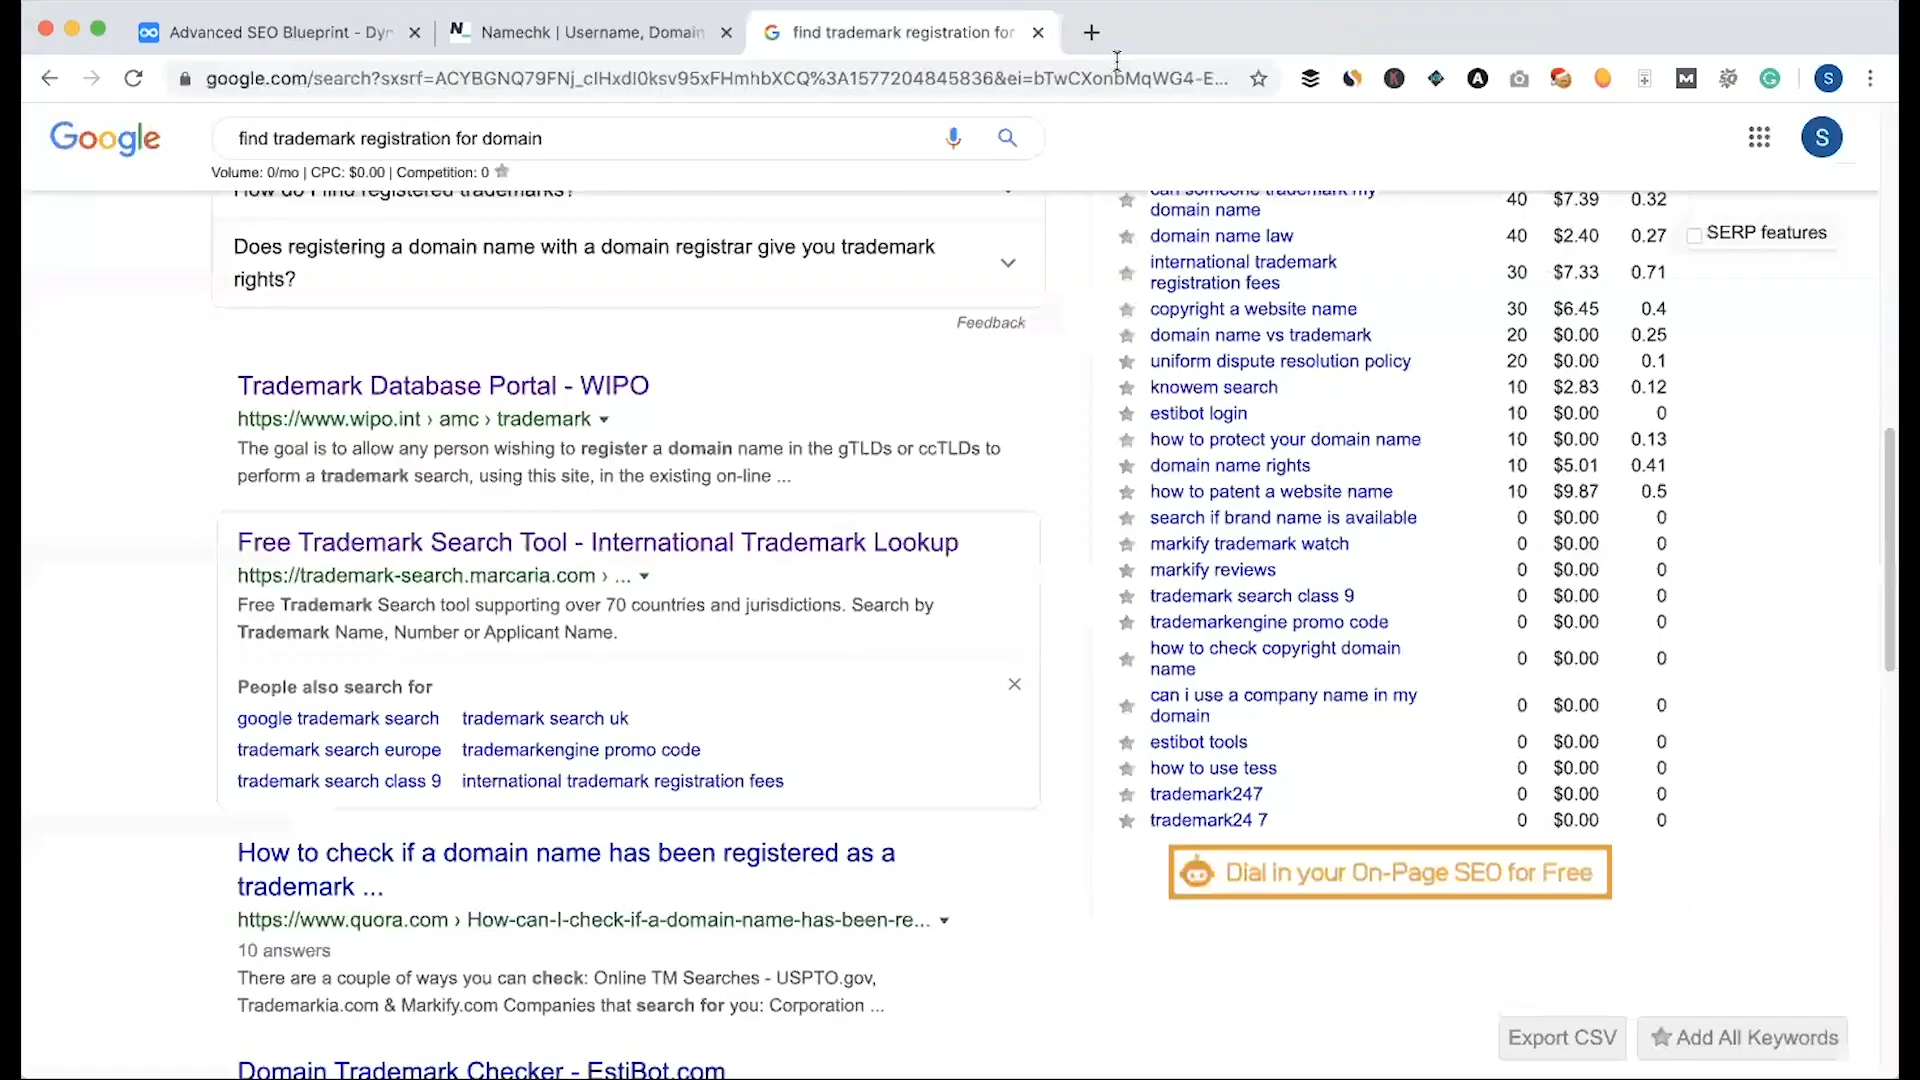 Advanced SEO Blueprint - Dyn
Namechk | Username, Domain
find trademark registration for
google.com/search?sxsrf=ACYBGNQ79FNj_cIHxdI0ksv95xFHmhbXCQ%3A1577204845836&ei=bTwCXonbMqWG4-E...
S
Google
find trademark registration for domain
S
Volume: 0/mo | CPC: $0.00 | Competition: 0
How do I find registered trademarks?
Does registering a domain name with a domain registrar give you trademark
rights?
Feedback
Trademark Database Portal - WIPO
https://www.wipo.int › amc › trademark
The goal is to allow any person wishing to register a domain name in the gTLDs or ccTLDs to
perform a trademark search, using this site, in the existing on-line ...
Free Trademark Search Tool - International Trademark Lookup
https://trademark-search.marcaria.com › ...
Free Trademark Search tool supporting over 70 countries and jurisdictions. Search by
Trademark Name, Number or Applicant Name.
People also search for
google trademark search trademark search uk
trademark search europe trademarkengine promo code
trademark search class 9 international trademark registration fees
How to check if a domain name has been registered as a
trademark ...
https://www.quora.com › How-can-I-check-if-a-domain-name-has-been-re...
10 answers
There are a couple of ways you can check: Online TM Searches - USPTO.gov,
Trademarkia.com & Markify.com Companies that search for you: Corporation ...
Domain Trademark Checker - EstiBot.com
can someone trademark my
domain name 40 $7.39 0.32
domain name law 40 $2.40 0.27
international trademark
registration fees 30 $7.33 0.71
copyright a website name 30 $6.45 0.4
domain name vs trademark 20 $0.00 0.25
uniform dispute resolution policy 20 $0.00 0.1
knowem search 10 $2.83 0.12
estibot login 10 $0.00 0
how to protect your domain name 10 $0.00 0.13
domain name rights 10 $5.01 0.41
how to patent a website name 10 $9.87 0.5
search if brand name is available 0 $0.00 0
markify trademark watch 0 $0.00 0
markify reviews 0 $0.00 0
trademark search class 9 0 $0.00 0
trademarkengine promo code 0 $0.00 0
how to check copyright domain
name 0 $0.00 0
can i use a company name in my
domain 0 $0.00 0
estibot tools 0 $0.00 0
how to use tess 0 $0.00 0
trademark247 0 $0.00 0
trademark24 7 0 $0.00 0
Dial in your On-Page SEO for Free
SERP features
Export CSV
Add All Keywords